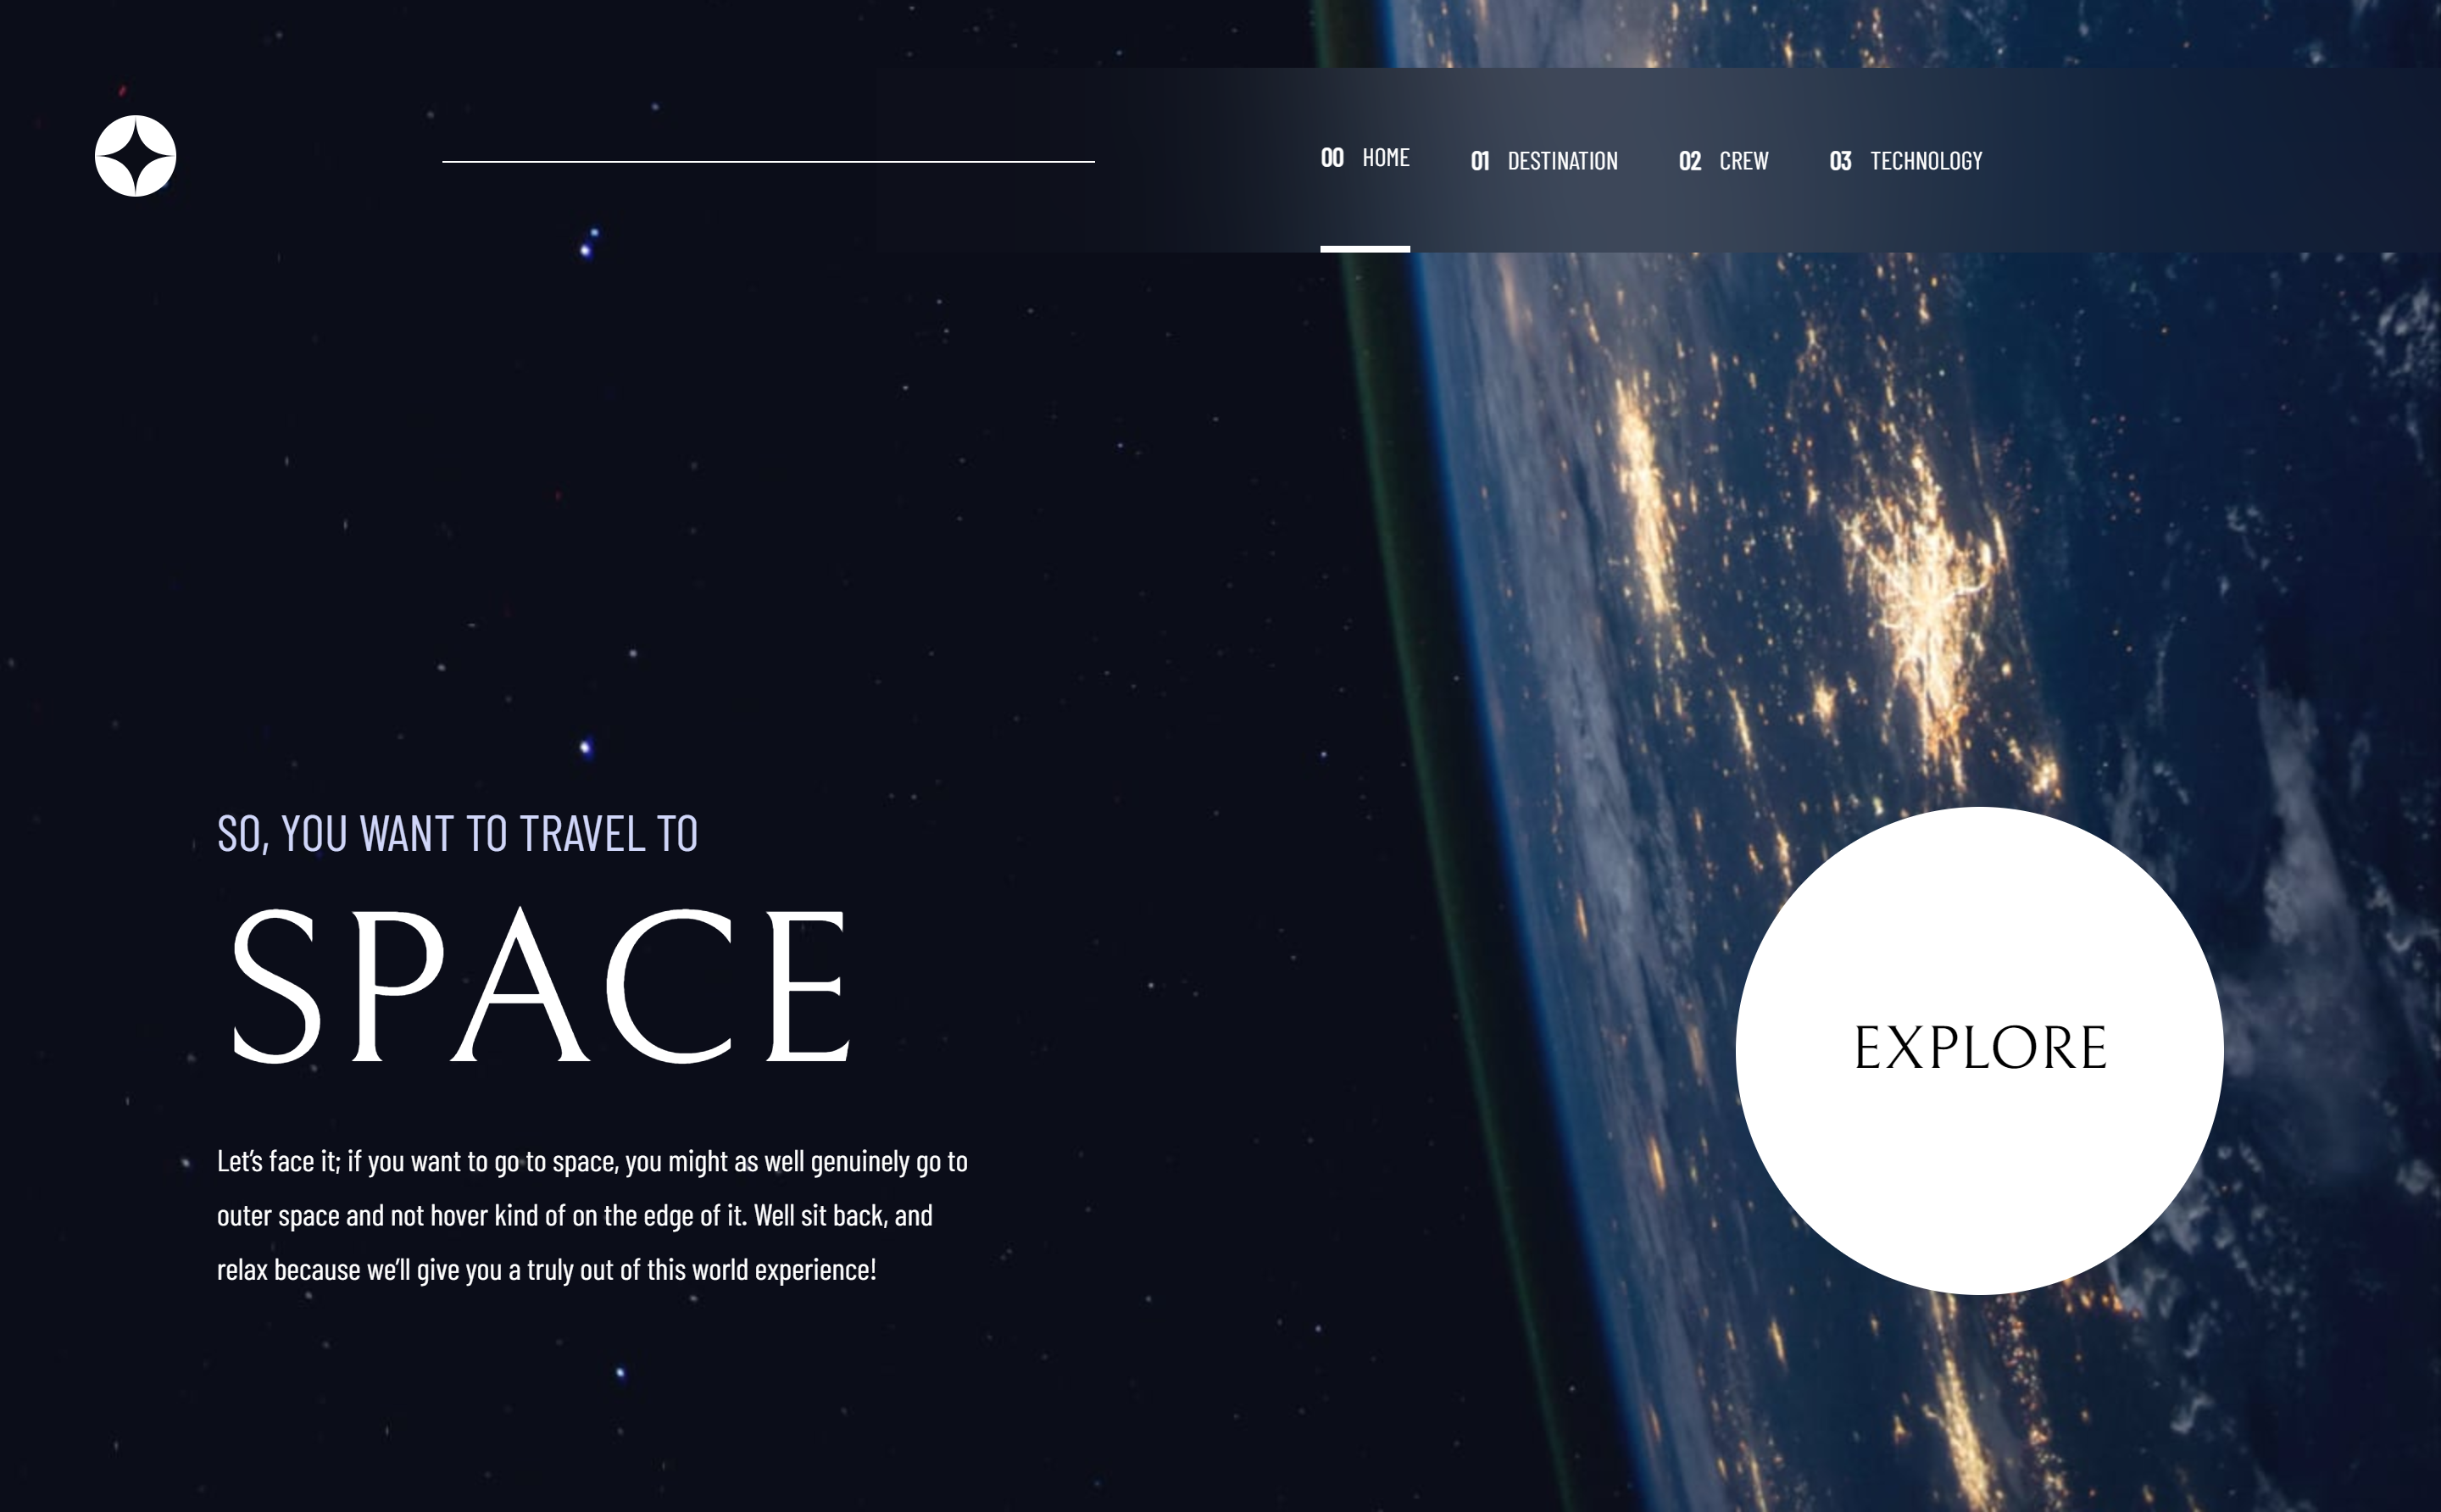 00 HOME 01 DESTINATION 02 CREW 03 TECHNOLOGY
SO, YOU WANT TO TRAVEL TO
SPACE
Let’s face it; if you want to go to space, you might as well genuinely go to
outer space and not hover kind of on the edge of it. Well sit back, and
relax because we’ll give you a truly out of this world experience!
EXPLORE